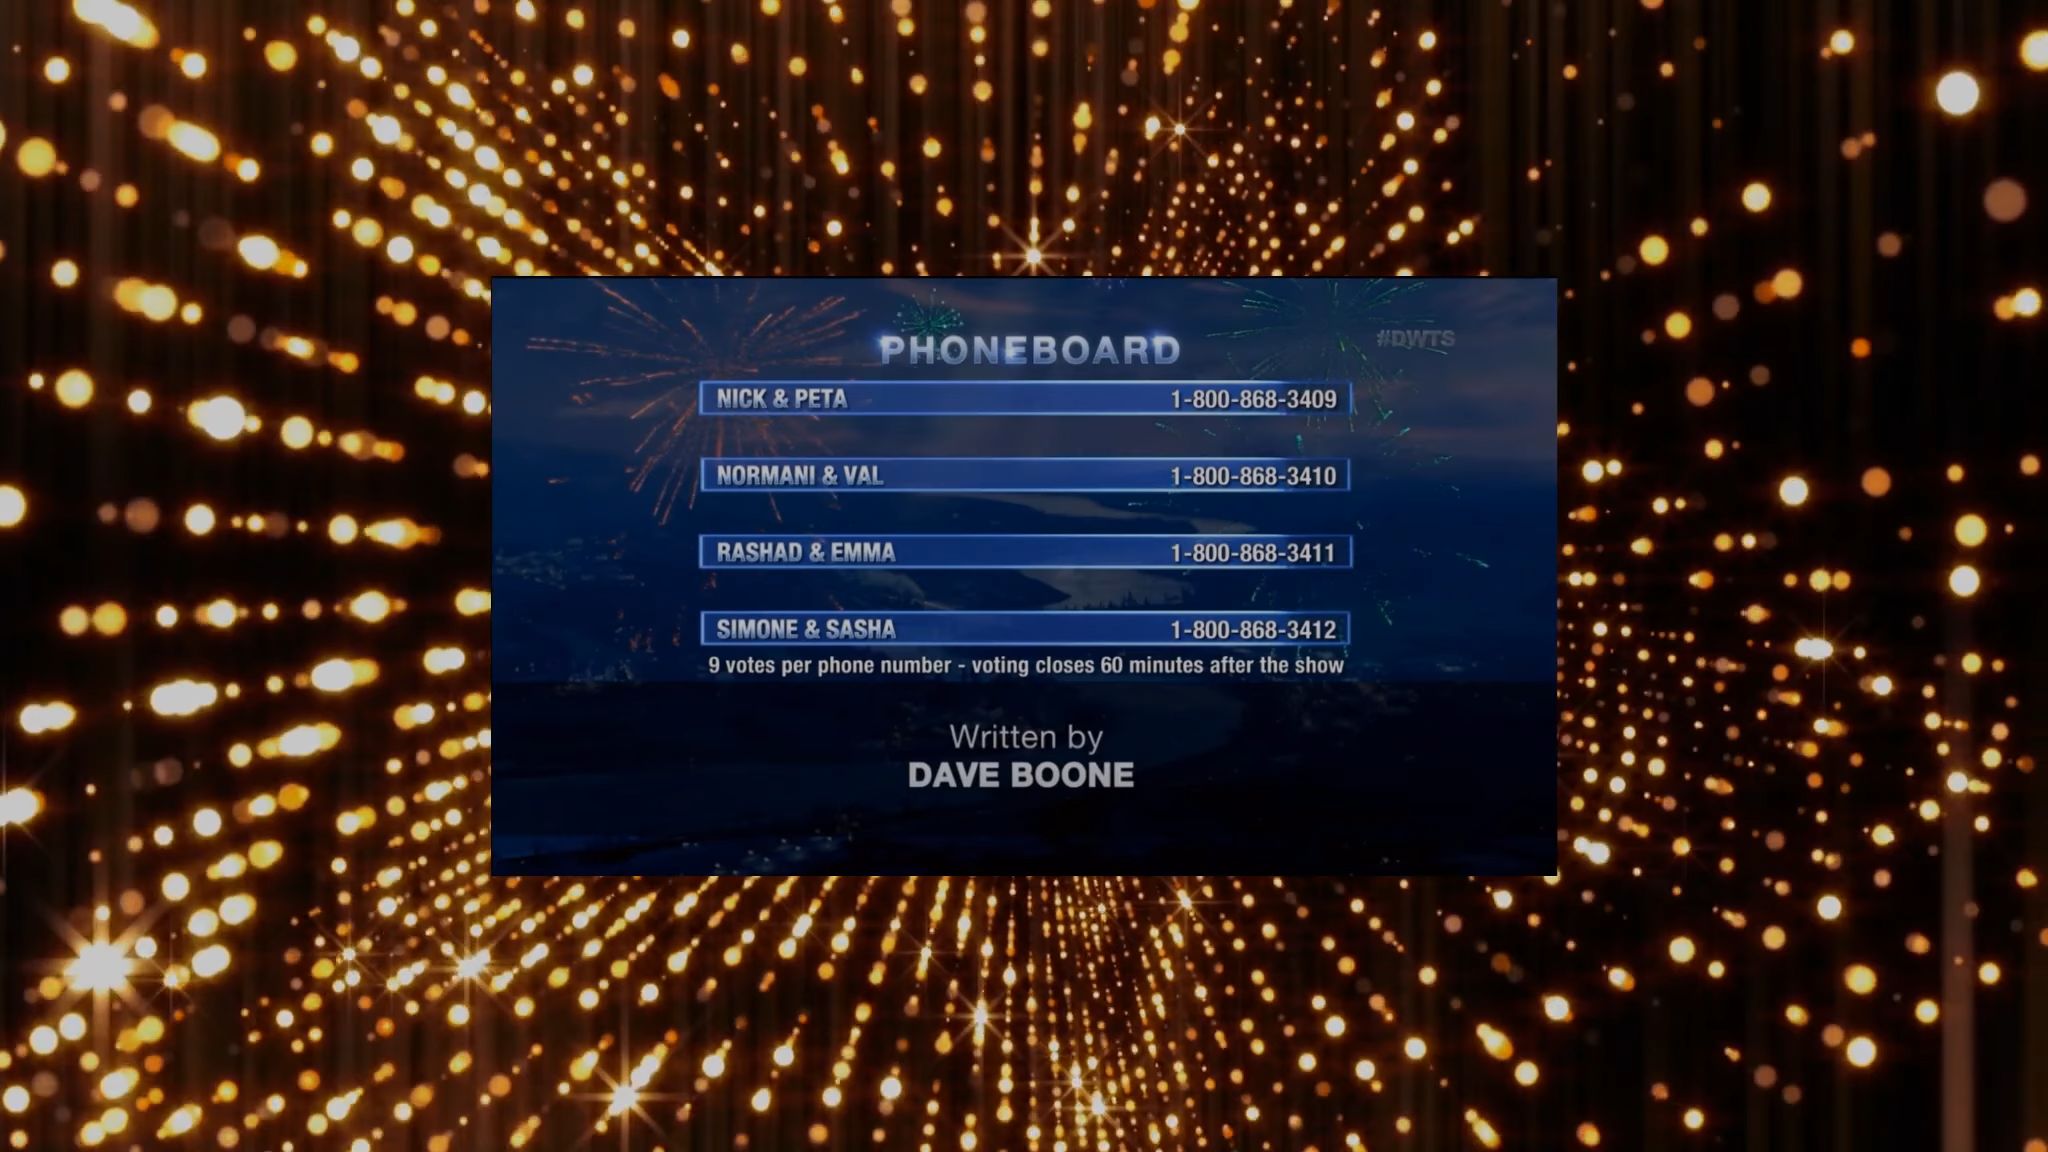 PHONEBOARD
#DWTS
NICK & PETA 1-800-868-3409
NORMANI & VAL 1-800-868-3410
RASHAD & EMMA 1-800-868-3411
SIMONE & SASHA 1-800-868-3412
9 votes per phone number - voting closes 60 minutes after the show
Written by
DAVE BOONE